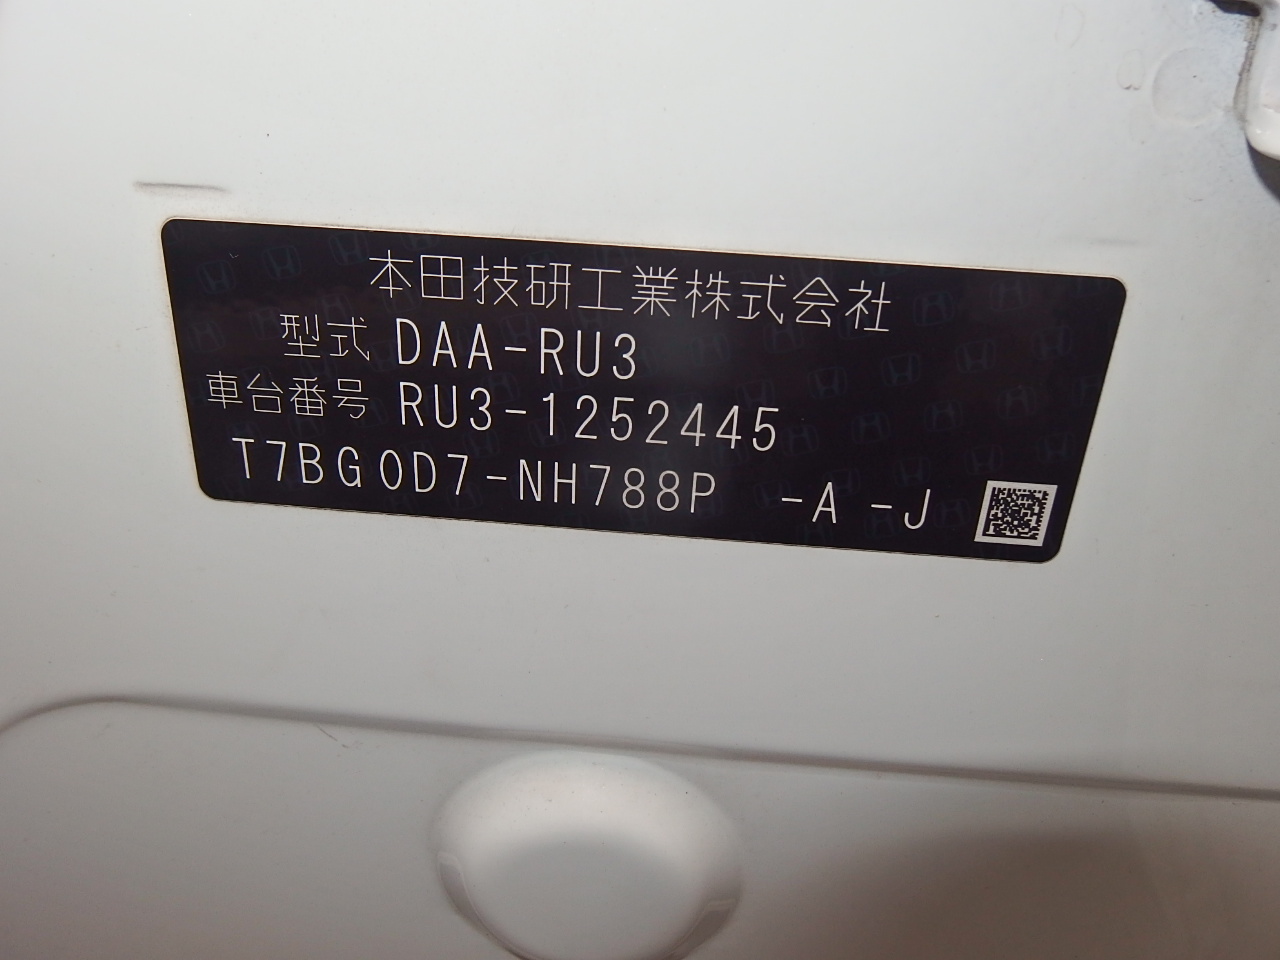 本田技研工業株式会社
型式 DAA-RU3
車台番号 RU3-1252445
T7BG0D7-NH788P -A -J